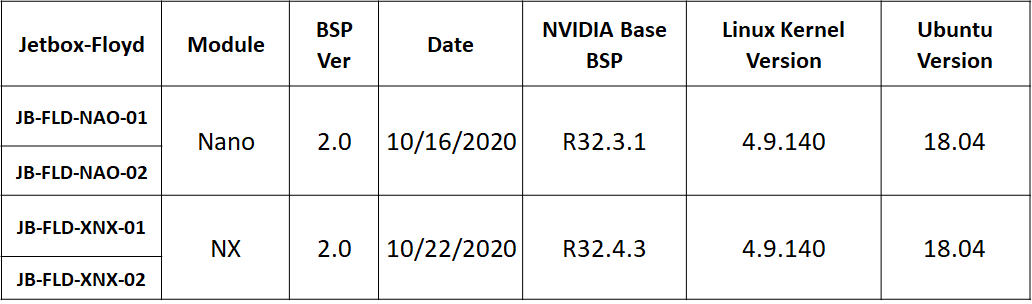 Jetbox-Floyd Module BSP Ver Date NVIDIA Base BSP Linux Kernel Version Ubuntu Version
JB-FLD-NAO-01
Nano 2.0 10/16/2020 R32.3.1 4.9.140 18.04
JB-FLD-NAO-02
JB-FLD-XNX-01
NX 2.0 10/22/2020 R32.4.3 4.9.140 18.04
JB-FLD-XNX-02